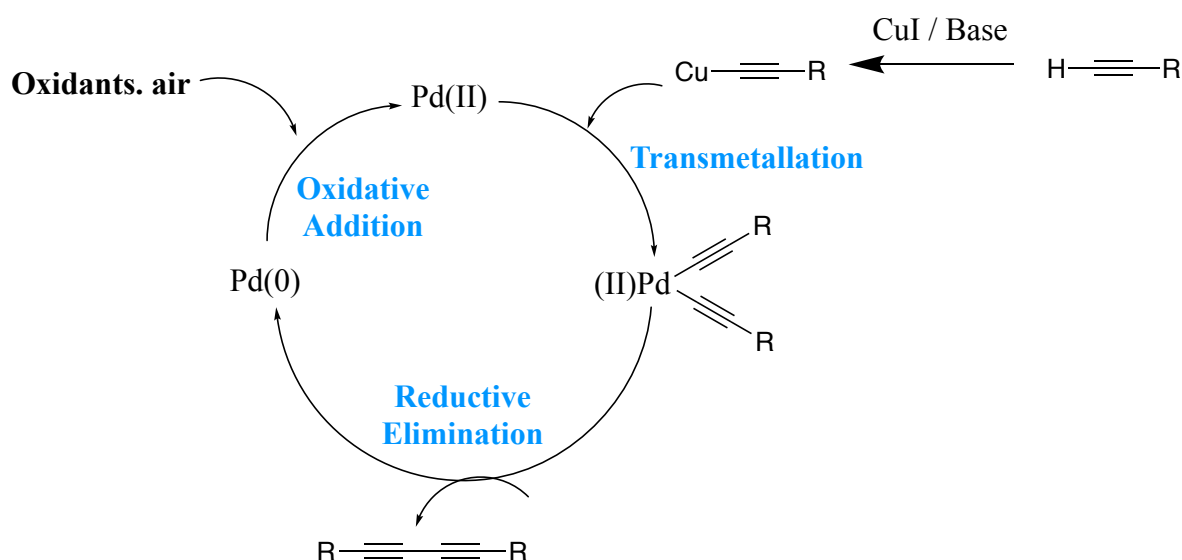 CuI / Base
Cu
R
H
R
Oxidants. air
Pd(II)
Transmetallation
Oxidative
Addition
R
Pd(0)
(II)Pd
R
Reductive
Elimination
R
R